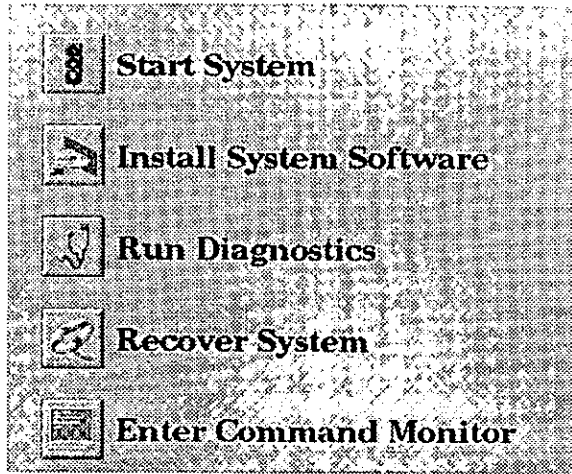 Start System
Install System Software
Run Diagnostics
Recover System
Enter Command Monitor